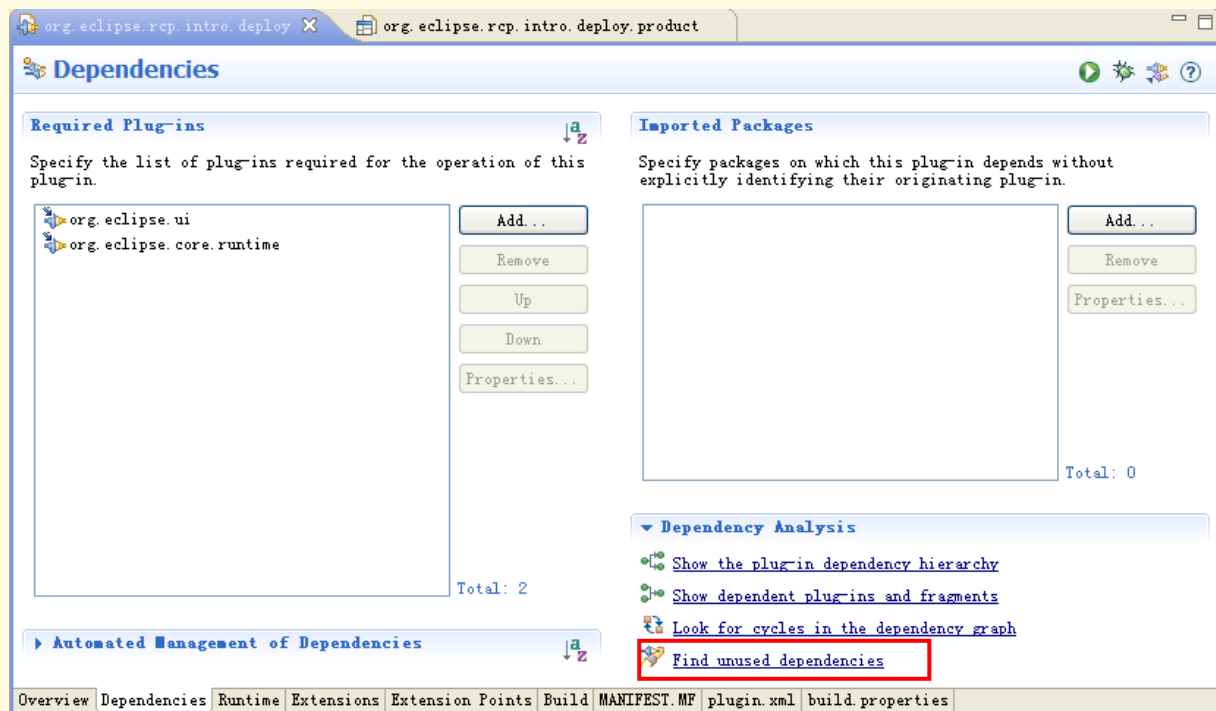 org.eclipse.rcp.intro.deploy
org.eclipse.rcp.intro.deploy.product
Dependencies
Required Plug-ins
Specify the list of plug-ins required for the operation of this
plug-in.
org.eclipse.ui
org.eclipse.core.runtime
Add...
Remove
Up
Down
Properties...
Total: 2
Automated Management of Dependencies
Imported Packages
Specify packages on which this plug-in depends without
explicitly identifying their originating plug-in.
Add...
Remove
Properties...
Total: 0
Dependency Analysis
Show the plug-in dependency hierarchy
Show dependent plug-ins and fragments
Look for cycles in the dependency graph
Find unused dependencies
Overview Dependencies Runtime Extensions Extension Points Build MANIFEST.MF plugin.xml build.properties